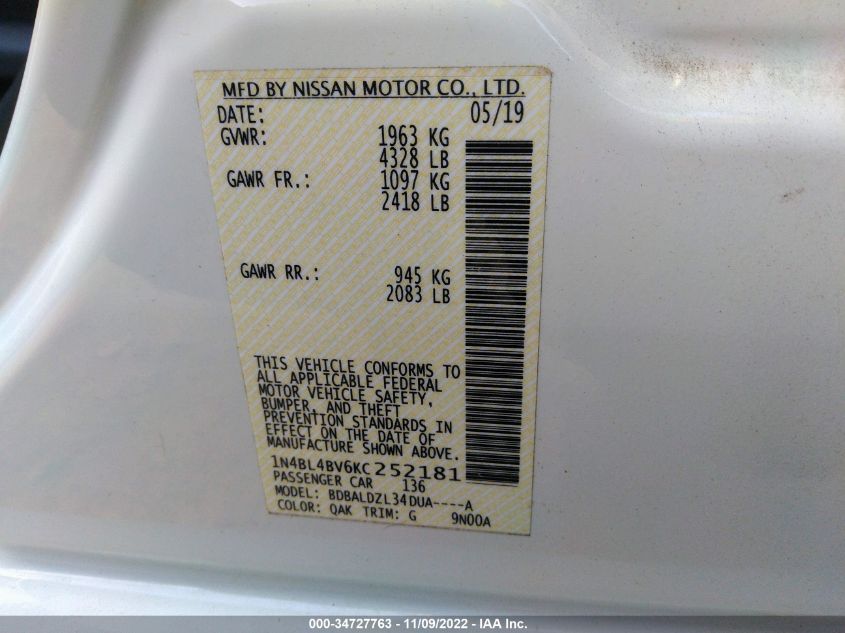 MFD BY NISSAN MOTOR CO., LTD.
DATE: 05/19
GVWR: 1963 KG
4328 LB
GAWR FR.: 1097 KG
2418 LB
GAWR RR.: 945 KG
2083 LB
THIS VEHICLE CONFORMS TO
ALL APPLICABLE FEDERAL
MOTOR VEHICLE SAFETY,
BUMPER, AND THEFT
PREVENTION STANDARDS IN
EFFECT ON THE DATE OF
MANUFACTURE SHOWN ABOVE.
1N4BL4BV6KC252181
PASSENGER CAR 136
MODEL: BDBALDZL34DUA----A
COLOR: QAK TRIM: G 9N00A
000-34727763 - 11/09/2022 - IAA Inc.